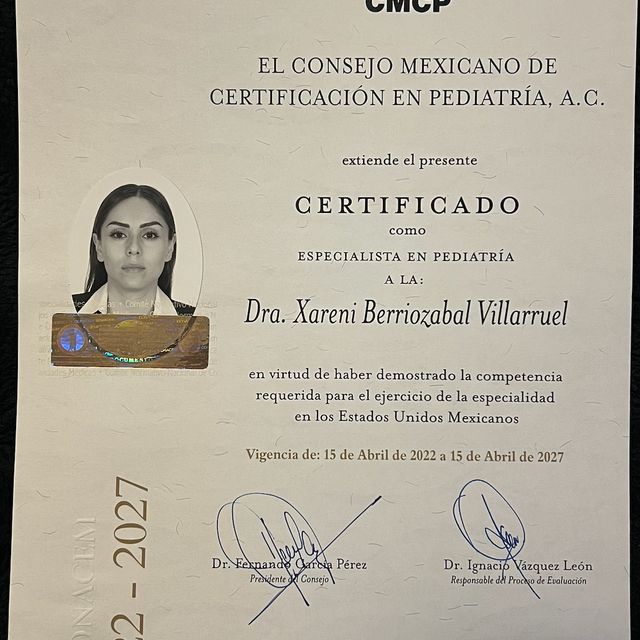 CMCP
EL CONSEJO MEXICANO DE
CERTIFICACIÓN EN PEDIATRÍA, A.C.
extiende el presente
CERTIFICADO
como
ESPECIALISTA EN PEDIATRÍA
A LA:
Dra. Xareni Berriozabal Villarruel
en virtud de haber demostrado la competencia
requerida para el ejercicio de la especialidad
en los Estados Unidos Mexicanos
Vigencia de: 15 de Abril de 2022 a 15 de Abril de 2027
Dr. Fernando García Pérez
Presidente del Consejo
Dr. Ignacio Vázquez León
Responsable del Proceso de Evaluación
22 - 2027